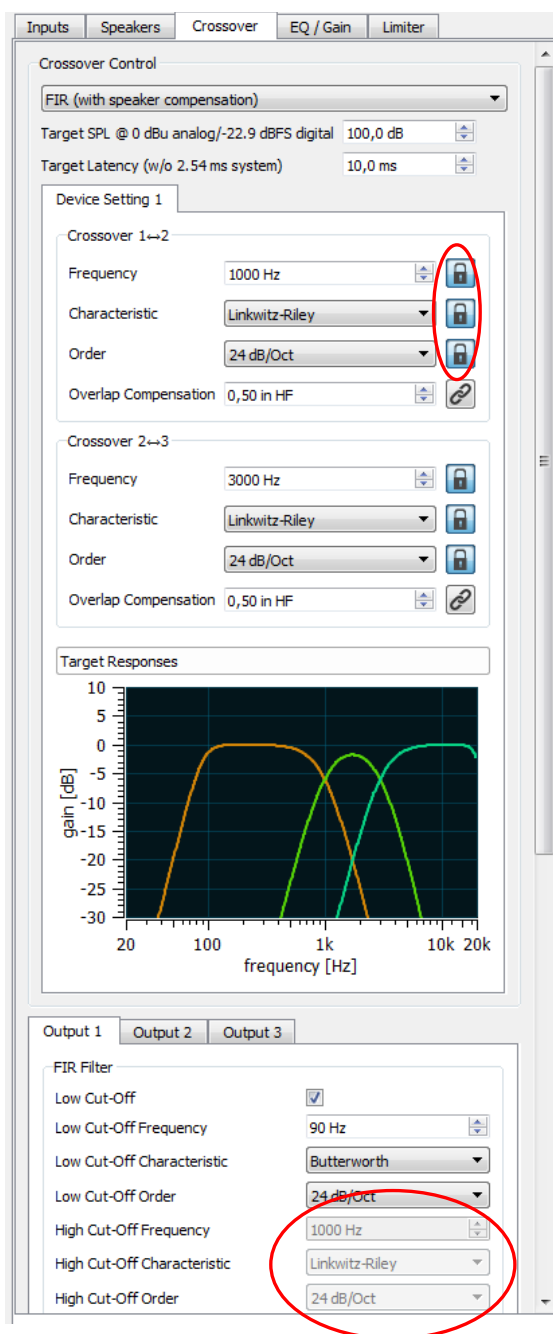 Inputs Speakers Crossover EQ / Gain Limiter
Crossover Control
FIR (with speaker compensation)
Target SPL @ 0 dBu analog/-22.9 dBFS digital 100,0 dB
Target Latency (w/o 2.54 ms system) 10,0 ms
Device Setting 1
Crossover 1↔2
Frequency 1000 Hz
Characteristic Linkwitz-Riley
Order 24 dB/Oct
Overlap Compensation 0,50 in HF
Crossover 2↔3
Frequency 3000 Hz
Characteristic Linkwitz-Riley
Order 24 dB/Oct
Overlap Compensation 0,50 in HF
Target Responses
10
5
0
-5
-10
-15
-20
-25
-30
gain [dB]
20 100 1k 10k 20k
frequency [Hz]
Output 1 Output 2 Output 3
FIR Filter
Low Cut-Off
Low Cut-Off Frequency 90 Hz
Low Cut-Off Characteristic Butterworth
Low Cut-Off Order 24 dB/Oct
High Cut-Off Frequency 1000 Hz
High Cut-Off Characteristic Linkwitz-Riley
High Cut-Off Order 24 dB/Oct